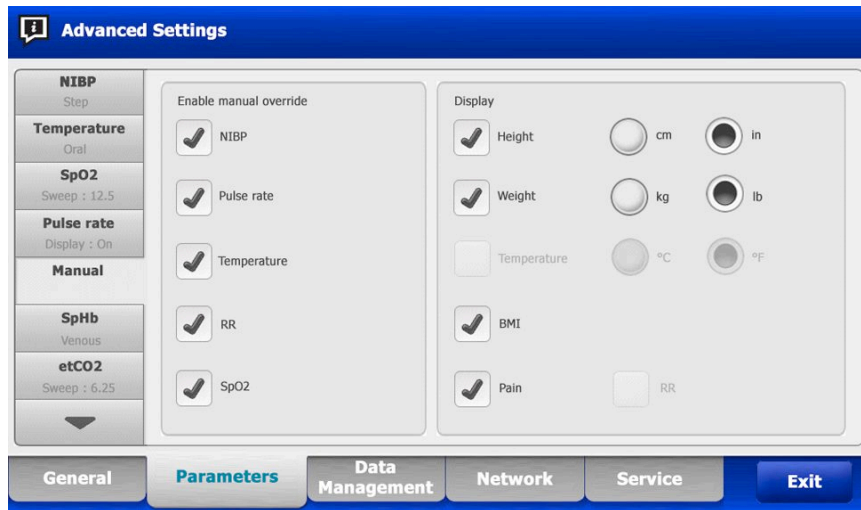 Advanced Settings
NIBP
Step
Temperature
Oral
SpO2
Sweep : 12.5
Pulse rate
Display : On
Manual
SpHb
Venous
etCO2
Sweep : 6.25
Enable manual override
NIBP
Pulse rate
Temperature
RR
SpO2
Display
Height cm in
Weight kg lb
Temperature °C °F
BMI
Pain RR
General
Parameters
Data
Management
Network
Service
Exit